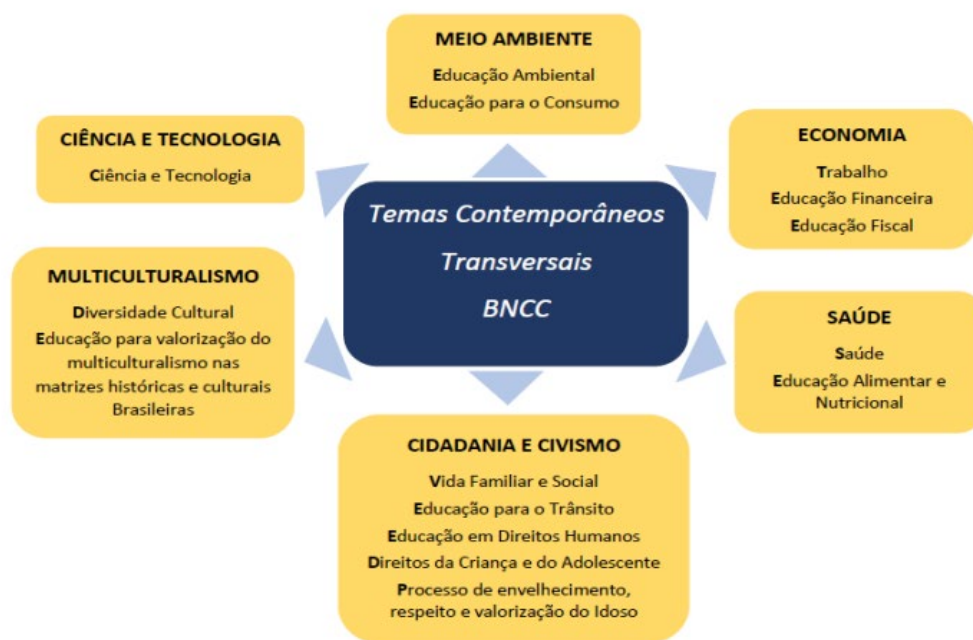 MEIO AMBIENTE
Educação Ambiental
Educação para o Consumo
CIÊNCIA E TECNOLOGIA
Ciência e Tecnologia
ECONOMIA
Trabalho
Educação Financeira
Educação Fiscal
Temas Contemporâneos
Transversais
BNCC
MULTICULTURALISMO
Diversidade Cultural
Educação para valorização do
multiculturalismo nas
matrizes históricas e culturais
Brasileiras
SAÚDE
Saúde
Educação Alimentar e
Nutricional
CIDADANIA E CIVISMO
Vida Familiar e Social
Educação para o Trânsito
Educação em Direitos Humanos
Direitos da Criança e do Adolescente
Processo de envelhecimento,
respeito e valorização do Idoso